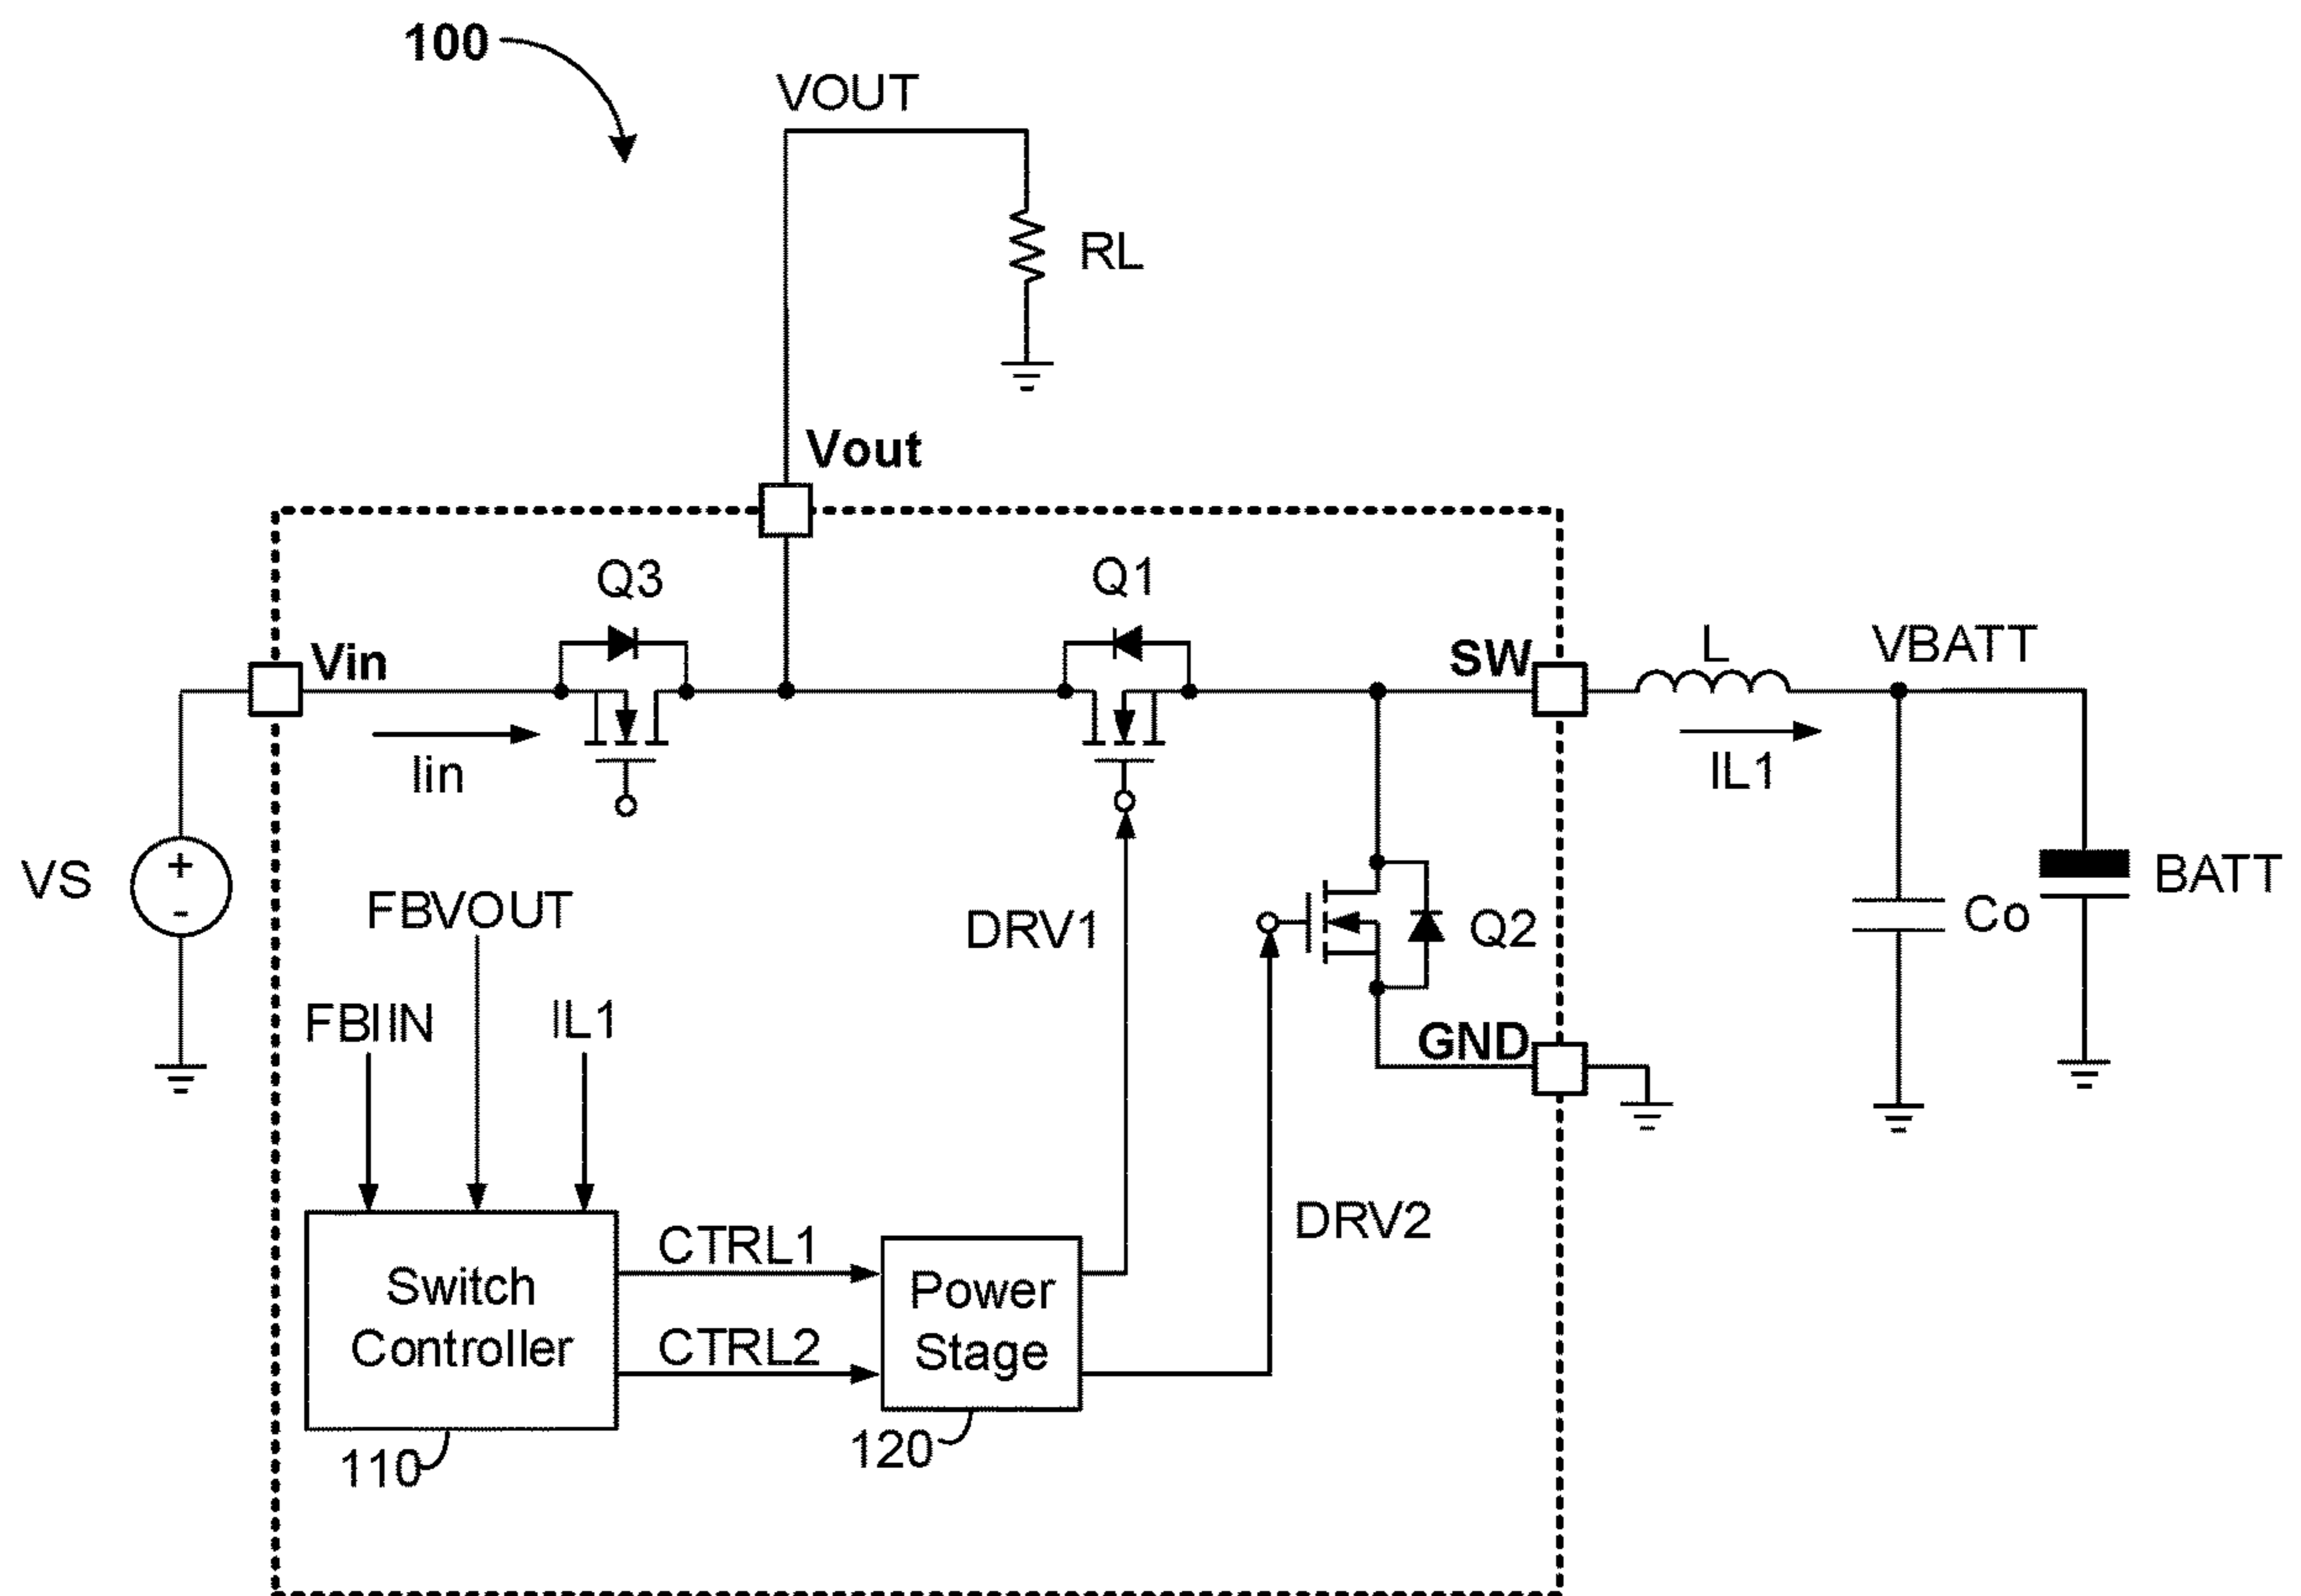 100
VOUT
RL
Vout
Q3
Q1
Vin
SW
L
VBATT
Iin
IL1
VS
+
-
FBVOUT
DRV1
Q2
Co
BATT
FBIIN
IL1
GND
DRV2
CTRL1
Switch
Controller
Power
Stage
CTRL2
110
120